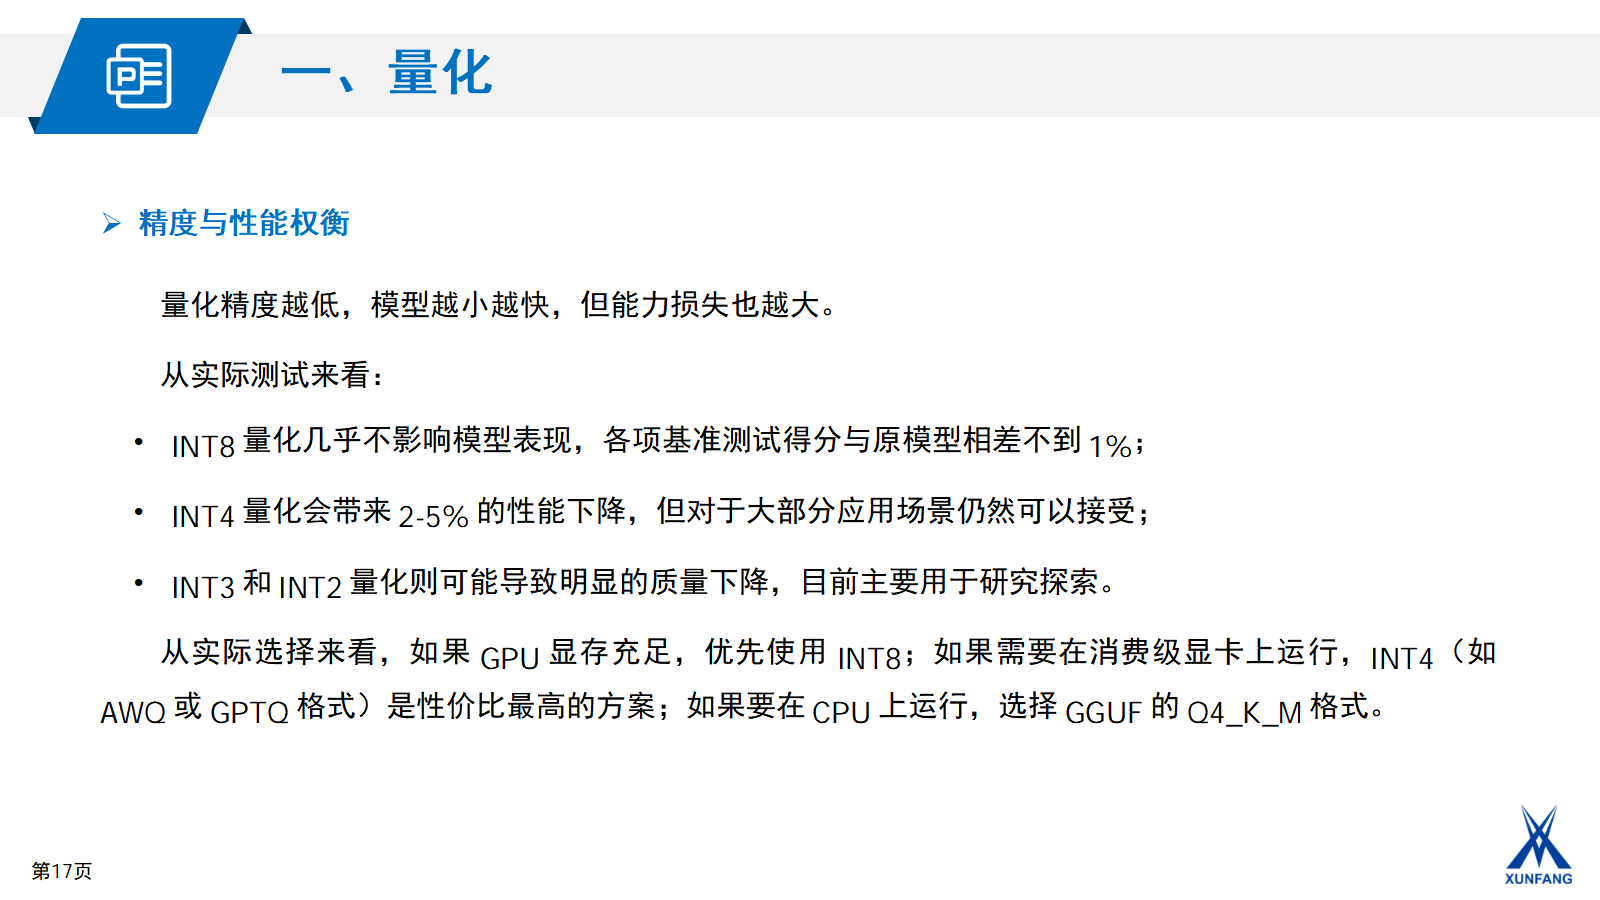 一、量化
精度与性能权衡
量化精度越低，模型越小越快，但能力损失也越大。
从实际测试来看：
• INT8 量化几乎不影响模型表现，各项基准测试得分与原模型相差不到 1%；
• INT4 量化会带来 2-5% 的性能下降，但对于大部分应用场景仍然可以接受；
• INT3 和 INT2 量化则可能导致明显的质量下降，目前主要用于研究探索。
从实际选择来看，如果 GPU 显存充足，优先使用 INT8；如果需要在消费级显卡上运行，INT4（如
AWQ 或 GPTQ 格式）是性价比最高的方案；如果要在 CPU 上运行，选择 GGUF 的 Q4_K_M 格式。
第17页
XUNFANG